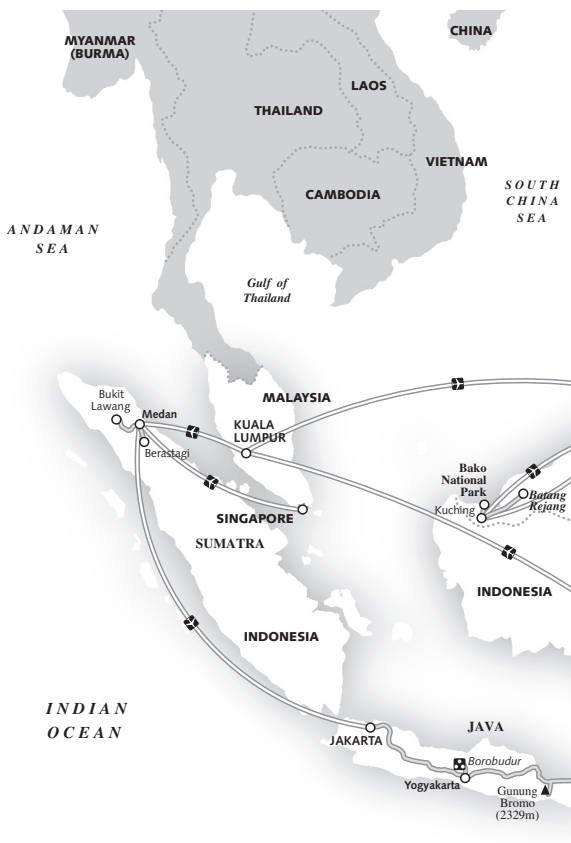 CHINA
MYANMAR
(BURMA)
LAOS
THAILAND
VIETNAM
SOUTH
CHINA
SEA
CAMBODIA
ANDAMAN
SEA
Gulf of
Thailand
Bukit
Lawang
Medan
MALAYSIA
KUALA
LUMPUR
Berastagi
Bako
National
Park
Batang
Rejang
Kuching
SINGAPORE
SUMATRA
INDONESIA
INDONESIA
INDIAN
OCEAN
JAVA
JAKARTA
Borobudur
Yogyakarta
Gunung
Bromo
(2329m)